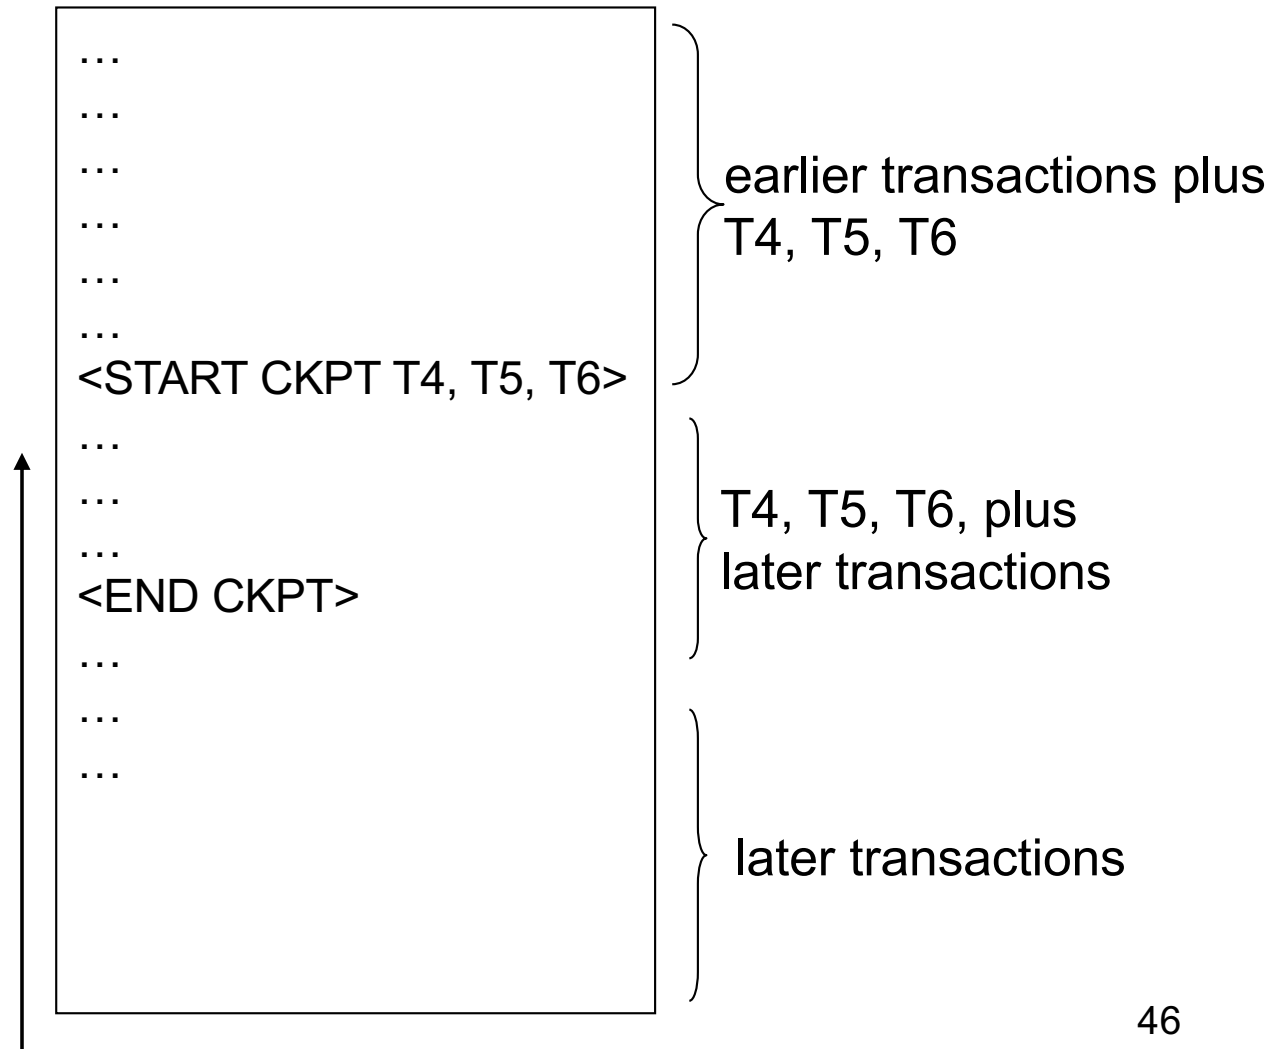 …
…
…
…
…
…
<START CKPT T4, T5, T6>
…
…
…
<END CKPT>
…
…
…
earlier transactions plus
T4, T5, T6
T4, T5, T6, plus
later transactions
later transactions
46